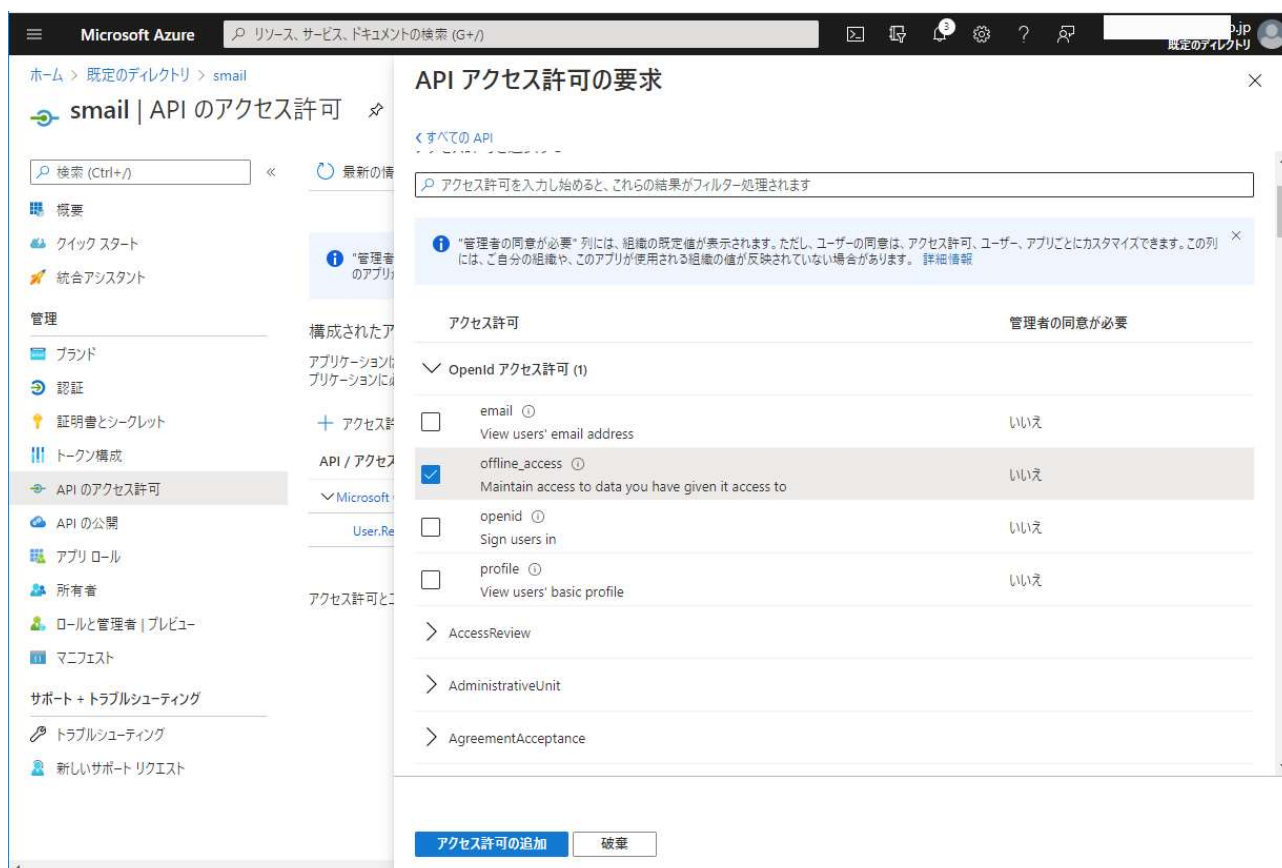 Microsoft Azure
リソース、サービス、ドキュメントの検索 (G+/)
3
?
o.jp
既定のディレクトリ
ホーム > 既定のディレクトリ > smail
smail | API のアクセス許可
検索 (Ctrl+/)
«
概要
クイック スタート
統合アシスタント
管理
ブランド
認証
証明書とシークレット
トークン構成
API のアクセス許可
API の公開
アプリ ロール
所有者
ロールと管理者 | プレビュー
マニフェスト
サポート + トラブルシューティング
トラブルシューティング
新しいサポート リクエスト
最新の情
"管理者
のアプリ
構成されたア
アプリケーションに
プリケーションに
+ アクセス許
API / アクセス
Microsoft
User.Re
アクセス許可と
API アクセス許可の要求
すべての API
アクセス許可を入力し始めると、これらの結果がフィルター処理されます
"管理者の同意が必要" 列には、組織の既定値が表示されます。ただし、ユーザーの同意は、アクセス許可、ユーザー、アプリごとにカスタマイズできます。この列
には、ご自分の組織や、このアプリが使用される組織の値が反映されていない場合があります。 詳細情報
アクセス許可 管理者の同意が必要
OpenId アクセス許可 (1)
email
View users' email address
いいえ
offline_access
Maintain access to data you have given it access to
いいえ
openid
Sign users in
いいえ
profile
View users' basic profile
いいえ
AccessReview
AdministrativeUnit
AgreementAcceptance
アクセス許可の追加 破棄